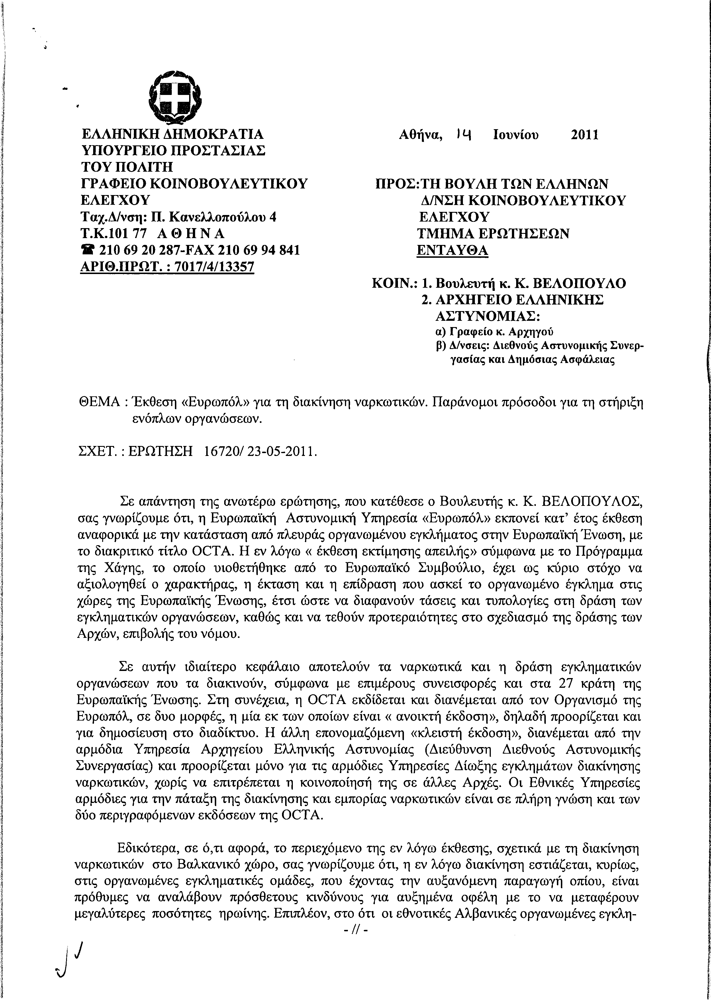 ΕΛΛΗΝΙΚΗ ΔΗΜΟΚΡΑΤΙΑ
ΥΠΟΥΡΓΕΙΟ ΠΡΟΣΤΑΣΙΑΣ
ΤΟΥ ΠΟΛΙΤΗ
ΓΡΑΦΕΙΟ ΚΟΙΝΟΒΟΥΛΕΥΤΙΚΟΥ
ΕΛΕΓΧΟΥ
Ταχ.Δ/νση: Π. Κανελλοπούλου 4
Τ.Κ.101 77 Α Θ Η Ν Α
☎ 210 69 20 287-FAX 210 69 94 841
ΑΡΙΘ.ΠΡΩΤ. : 7017/4/13357
Αθήνα, 14 Ιουνίου 2011
ΠΡΟΣ:ΤΗ ΒΟΥΛΗ ΤΩΝ ΕΛΛΗΝΩΝ
Δ/ΝΣΗ ΚΟΙΝΟΒΟΥΛΕΥΤΙΚΟΥ
ΕΛΕΓΧΟΥ
ΤΜΗΜΑ ΕΡΩΤΗΣΕΩΝ
ΕΝΤΑΥΘΑ
ΚΟΙΝ.: 1. Βουλευτή κ. Κ. ΒΕΛΟΠΟΥΛΟ
2. ΑΡΧΗΓΕΙΟ ΕΛΛΗΝΙΚΗΣ
ΑΣΤΥΝΟΜΙΑΣ:
α) Γραφείο κ. Αρχηγού
β) Δ/νσεις: Διεθνούς Αστυνομικής Συνερ-
γασίας και Δημόσιας Ασφάλειας
ΘΕΜΑ : Έκθεση «Ευρωπόλ» για τη διακίνηση ναρκωτικών. Παράνομοι πρόσοδοι για τη στήριξη
ενόπλων οργανώσεων.
ΣΧΕΤ. : ΕΡΩΤΗΣΗ 16720/ 23-05-2011.
Σε απάντηση της ανωτέρω ερώτησης, που κατέθεσε ο Βουλευτής κ. Κ. ΒΕΛΟΠΟΥΛΟΣ,
σας γνωρίζουμε ότι, η Ευρωπαϊκή Αστυνομική Υπηρεσία «Ευρωπόλ» εκπονεί κατ’ έτος έκθεση
αναφορικά με την κατάσταση από πλευράς οργανωμένου εγκλήματος στην Ευρωπαϊκή Ένωση, με
το διακριτικό τίτλο OCTA. Η εν λόγω « έκθεση εκτίμησης απειλής» σύμφωνα με το Πρόγραμμα
της Χάγης, το οποίο υιοθετήθηκε από το Ευρωπαϊκό Συμβούλιο, έχει ως κύριο στόχο να
αξιολογηθεί ο χαρακτήρας, η έκταση και η επίδραση που ασκεί το οργανωμένο έγκλημα στις
χώρες της Ευρωπαϊκής Ένωσης, έτσι ώστε να διαφανούν τάσεις και τυπολογίες στη δράση των
εγκληματικών οργανώσεων, καθώς και να τεθούν προτεραιότητες στο σχεδιασμό της δράσης των
Αρχών, επιβολής του νόμου.
Σε αυτήν ιδιαίτερο κεφάλαιο αποτελούν τα ναρκωτικά και η δράση εγκληματικών
οργανώσεων που τα διακινούν, σύμφωνα με επιμέρους συνεισφορές και στα 27 κράτη της
Ευρωπαϊκής Ένωσης. Στη συνέχεια, η OCTA εκδίδεται και διανέμεται από τον Οργανισμό της
Ευρωπόλ, σε δυο μορφές, η μία εκ των οποίων είναι « ανοικτή έκδοση», δηλαδή προορίζεται και
για δημοσίευση στο διαδίκτυο. Η άλλη επονομαζόμενη «κλειστή έκδοση», διανέμεται από την
αρμόδια Υπηρεσία Αρχηγείου Ελληνικής Αστυνομίας (Διεύθυνση Διεθνούς Αστυνομικής
Συνεργασίας) και προορίζεται μόνο για τις αρμόδιες Υπηρεσίες Δίωξης εγκλημάτων διακίνησης
ναρκωτικών, χωρίς να επιτρέπεται η κοινοποίησή της σε άλλες Αρχές. Οι Εθνικές Υπηρεσίες
αρμόδιες για την πάταξη της διακίνησης και εμπορίας ναρκωτικών είναι σε πλήρη γνώση και των
δύο περιγραφόμενων εκδόσεων της OCTA.
Εδικότερα, σε ό,τι αφορά, το περιεχόμενο της εν λόγω έκθεσης, σχετικά με τη διακίνηση
ναρκωτικών στο Βαλκανικό χώρο, σας γνωρίζουμε ότι, η εν λόγω διακίνηση εστιάζεται, κυρίως,
στις οργανωμένες εγκληματικές ομάδες, που έχοντας την αυξανόμενη παραγωγή οπίου, είναι
πρόθυμες να αναλάβουν πρόσθετους κινδύνους για αυξημένα οφέλη με το να μεταφέρουν
μεγαλύτερες ποσότητες ηρωίνης. Επιπλέον, στο ότι οι εθνοτικές Αλβανικές οργανωμένες εγκλη-
- // -